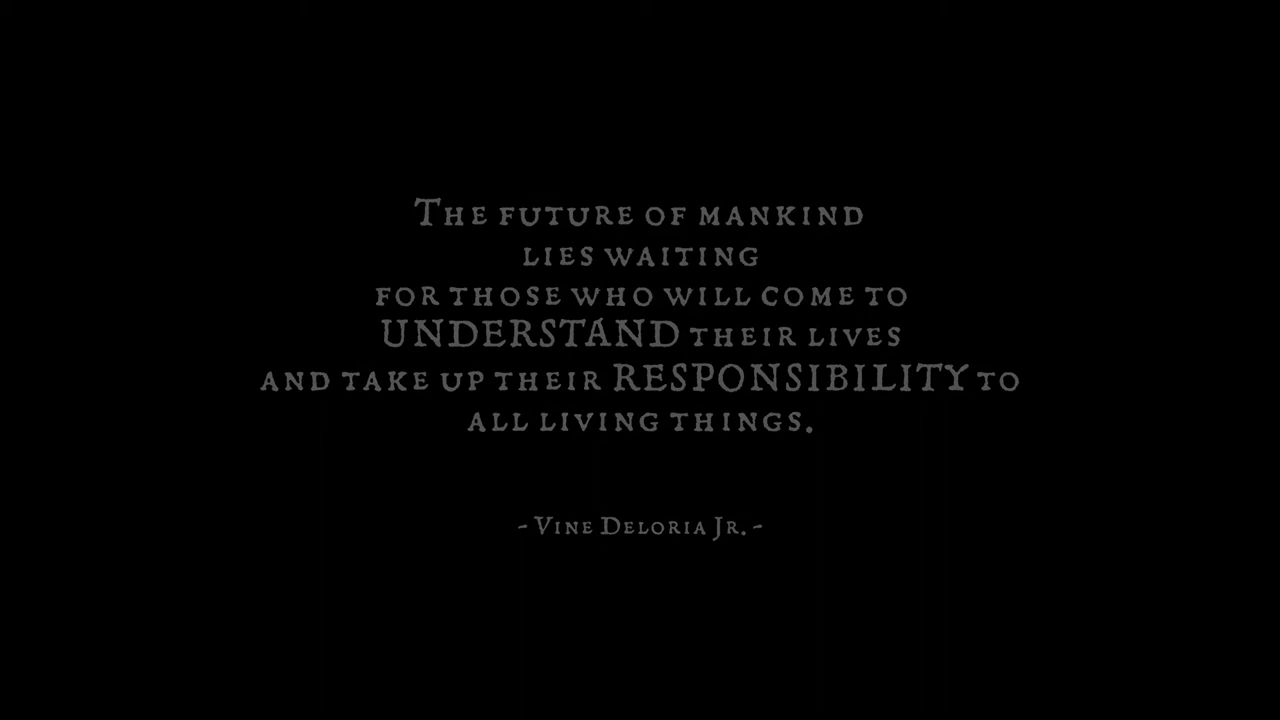 The future of mankind
lies waiting
for those who will come to
UNDERSTAND their lives
and take up their RESPONSIBILITY to
all living things.
- Vine Deloria Jr. -